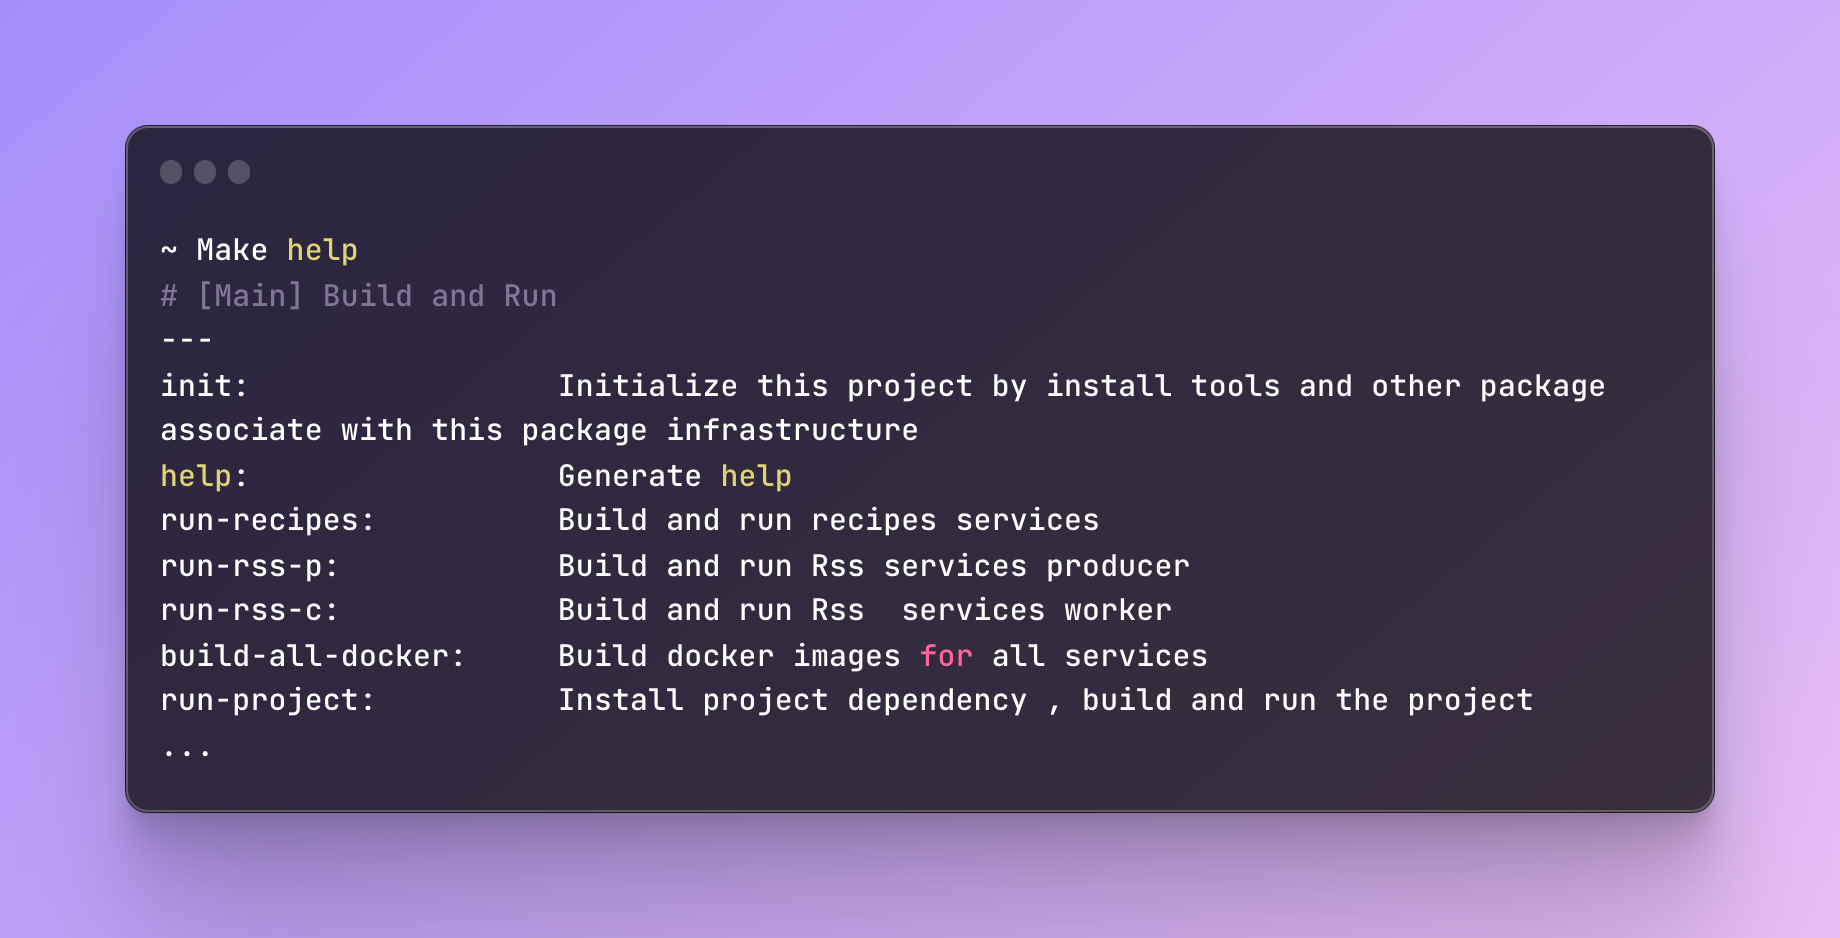 ~ Make help
# [Main] Build and Run
---
init:                 Initialize this project by install tools and other package
associate with this package infrastructure
help:                 Generate help
run-recipes:          Build and run recipes services
run-rss-p:            Build and run Rss services producer
run-rss-c:            Build and run Rss  services worker
build-all-docker:     Build docker images for all services
run-project:          Install project dependency , build and run the project
...